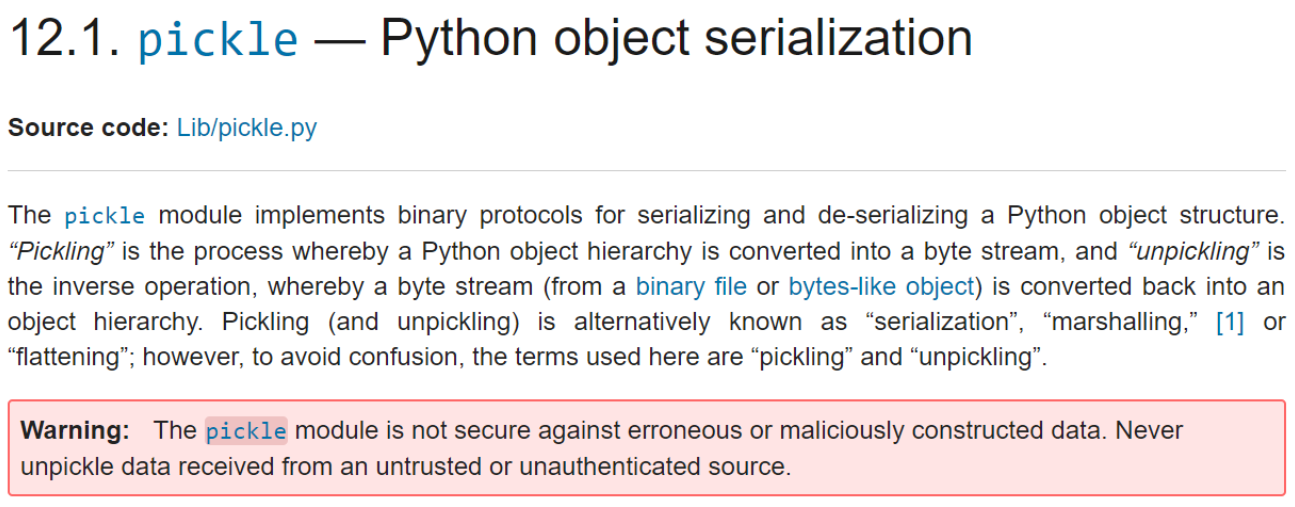 12.1. pickle — Python object serialization
Source code: Lib/pickle.py
The pickle module implements binary protocols for serializing and de-serializing a Python object structure.
“Pickling” is the process whereby a Python object hierarchy is converted into a byte stream, and “unpickling” is
the inverse operation, whereby a byte stream (from a binary file or bytes-like object) is converted back into an
object hierarchy. Pickling (and unpickling) is alternatively known as “serialization”, “marshalling,” [1] or
“flattening”; however, to avoid confusion, the terms used here are “pickling” and “unpickling”.
Warning: The pickle module is not secure against erroneous or maliciously constructed data. Never
unpickle data received from an untrusted or unauthenticated source.